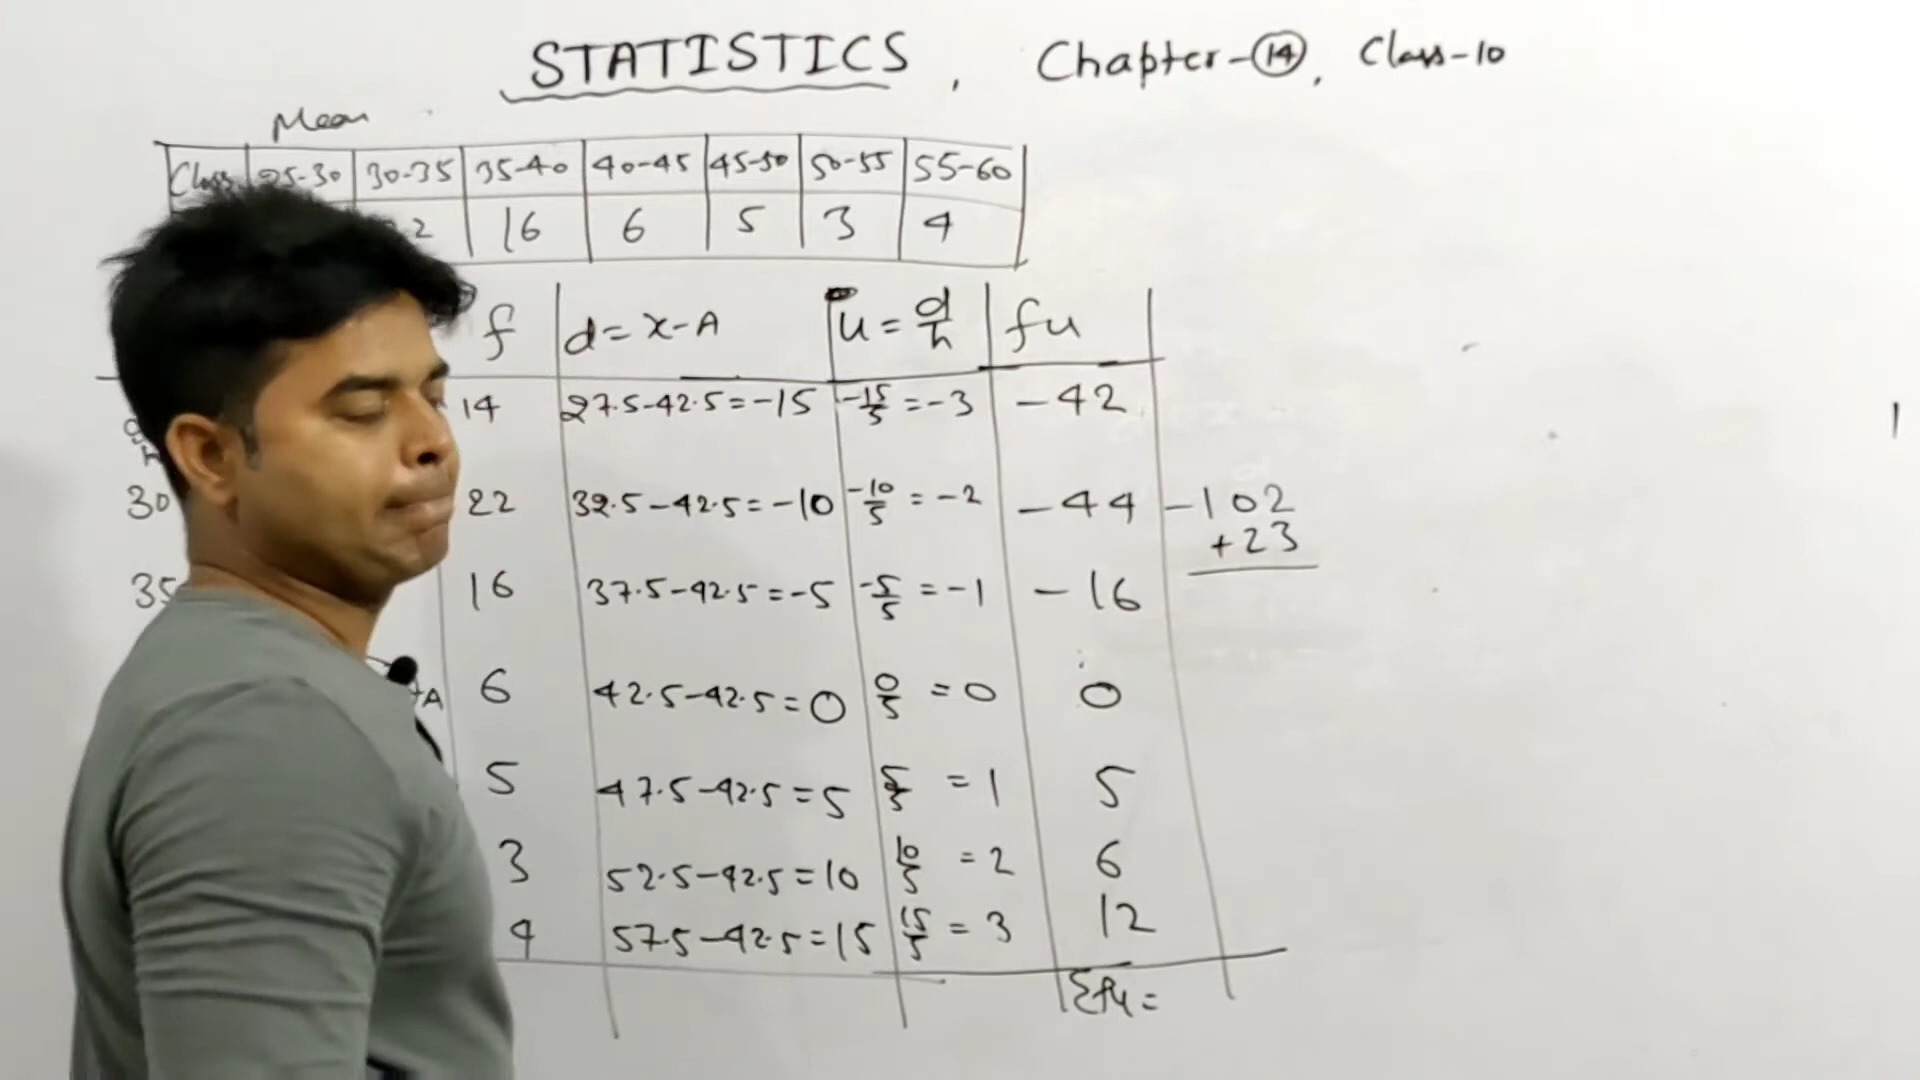 STATISTICS, Chapter-14, Class-10
Mean
Class 25-30 30-35 35-40 40-45 45-50 50-55 55-60
22 16 6 5 3 4
f d=x-A u=d/h fu
14 27.5-42.5=-15 -15/5=-3 -42
30 22 32.5-42.5=-10 -10/5=-2 -44 -102
+23
35 16 37.5-42.5=-5 -5/5=-1 -16
A 6 42.5-42.5=0 0/5=0 0
5 47.5-42.5=5 5/5=1 5
3 52.5-42.5=10 10/5=2 6
4 57.5-42.5=15 15/5=3 12
Σfu=